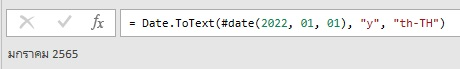 fx = Date.ToText(#date(2022, 01, 01), "y", "th-TH")
มกราคม 2565